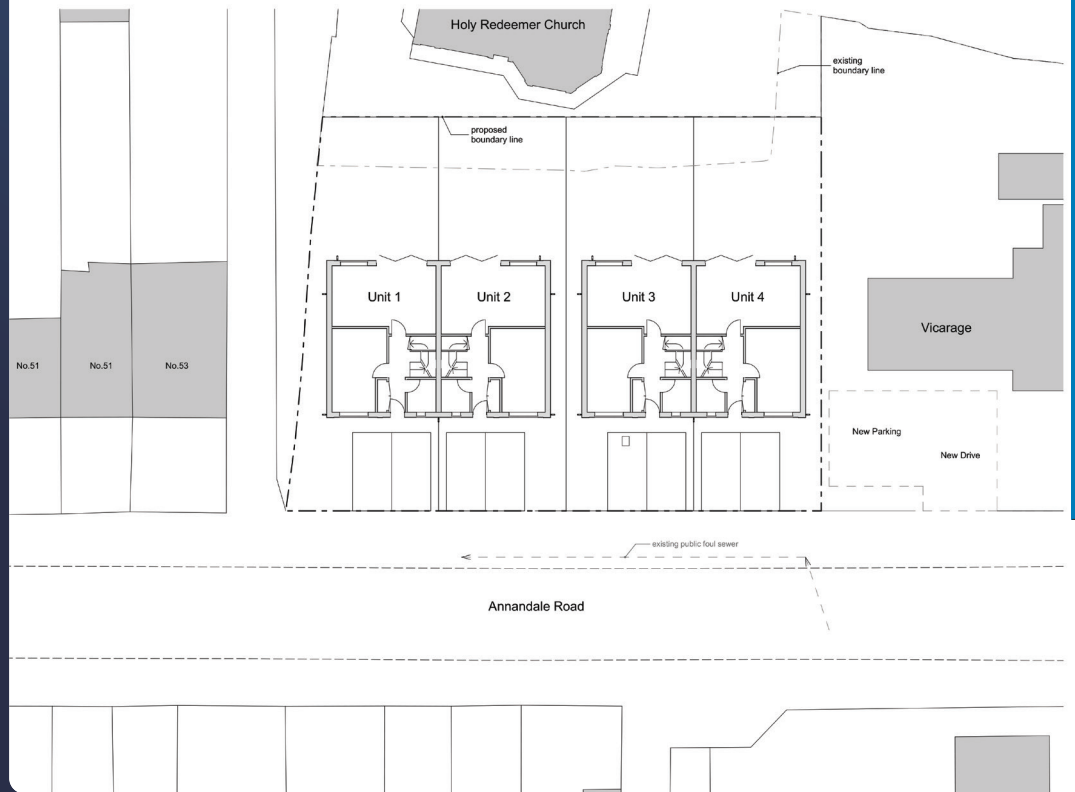 Holy Redeemer Church
existing
boundary line
proposed
boundary line
Unit 1
Unit 2
Unit 3
Unit 4
Vicarage
No.51
No.51
No.53
New Parking
New Drive
existing public foul sewer
Annandale Road